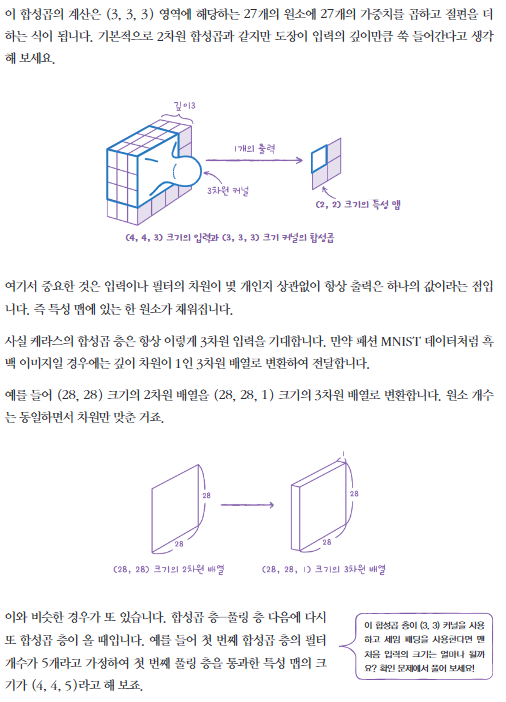 이 합성곱의 계산은 (3, 3, 3) 영역에 해당하는 27개의 원소에 27개의 가중치를 곱하고 절편을 더
하는 식이 됩니다. 기본적으로 2차원 합성곱과 같지만 도장이 입력의 깊이만큼 쑥 들어간다고 생각
해 보세요.
깊이3
1개의 출력
3차원 커널
(2, 2) 크기의 특성 맵
(4, 4, 3) 크기의 입력과 (3, 3, 3) 크기 커널의 합성곱
여기서 중요한 것은 입력이나 필터의 차원이 몇 개인지 상관없이 항상 출력은 하나의 값이라는 점입
니다. 즉 특성 맵에 있는 한 원소가 채워집니다.
사실 케라스의 합성곱 층은 항상 이렇게 3차원 입력을 기대합니다. 만약 패션 MNIST 데이터처럼 흑
백 이미지일 경우에는 깊이 차원이 1인 3차원 배열로 변환하여 전달합니다.
예를 들어 (28, 28) 크기의 2차원 배열을 (28, 28, 1) 크기의 3차원 배열로 변환합니다. 원소 개수
는 동일하면서 차원만 맞춘 거죠.
1
28
28
28
28
(28, 28) 크기의 2차원 배열
(28, 28, 1) 크기의 3차원 배열
이와 비슷한 경우가 또 있습니다. 합성곱 층–풀링 층 다음에 다시
또 합성곱 층이 올 때입니다. 예를 들어 첫 번째 합성곱 층의 필터
개수가 5개라고 가정하여 첫 번째 풀링 층을 통과한 특성 맵의 크
기가 (4, 4, 5)라고 해 보죠.
이 합성곱 층이 (3, 3) 커널을 사용
하고 세임 패딩을 사용한다면 맨
처음 입력의 크기는 얼마나 될까
요? 확인 문제에서 풀어 보세요!